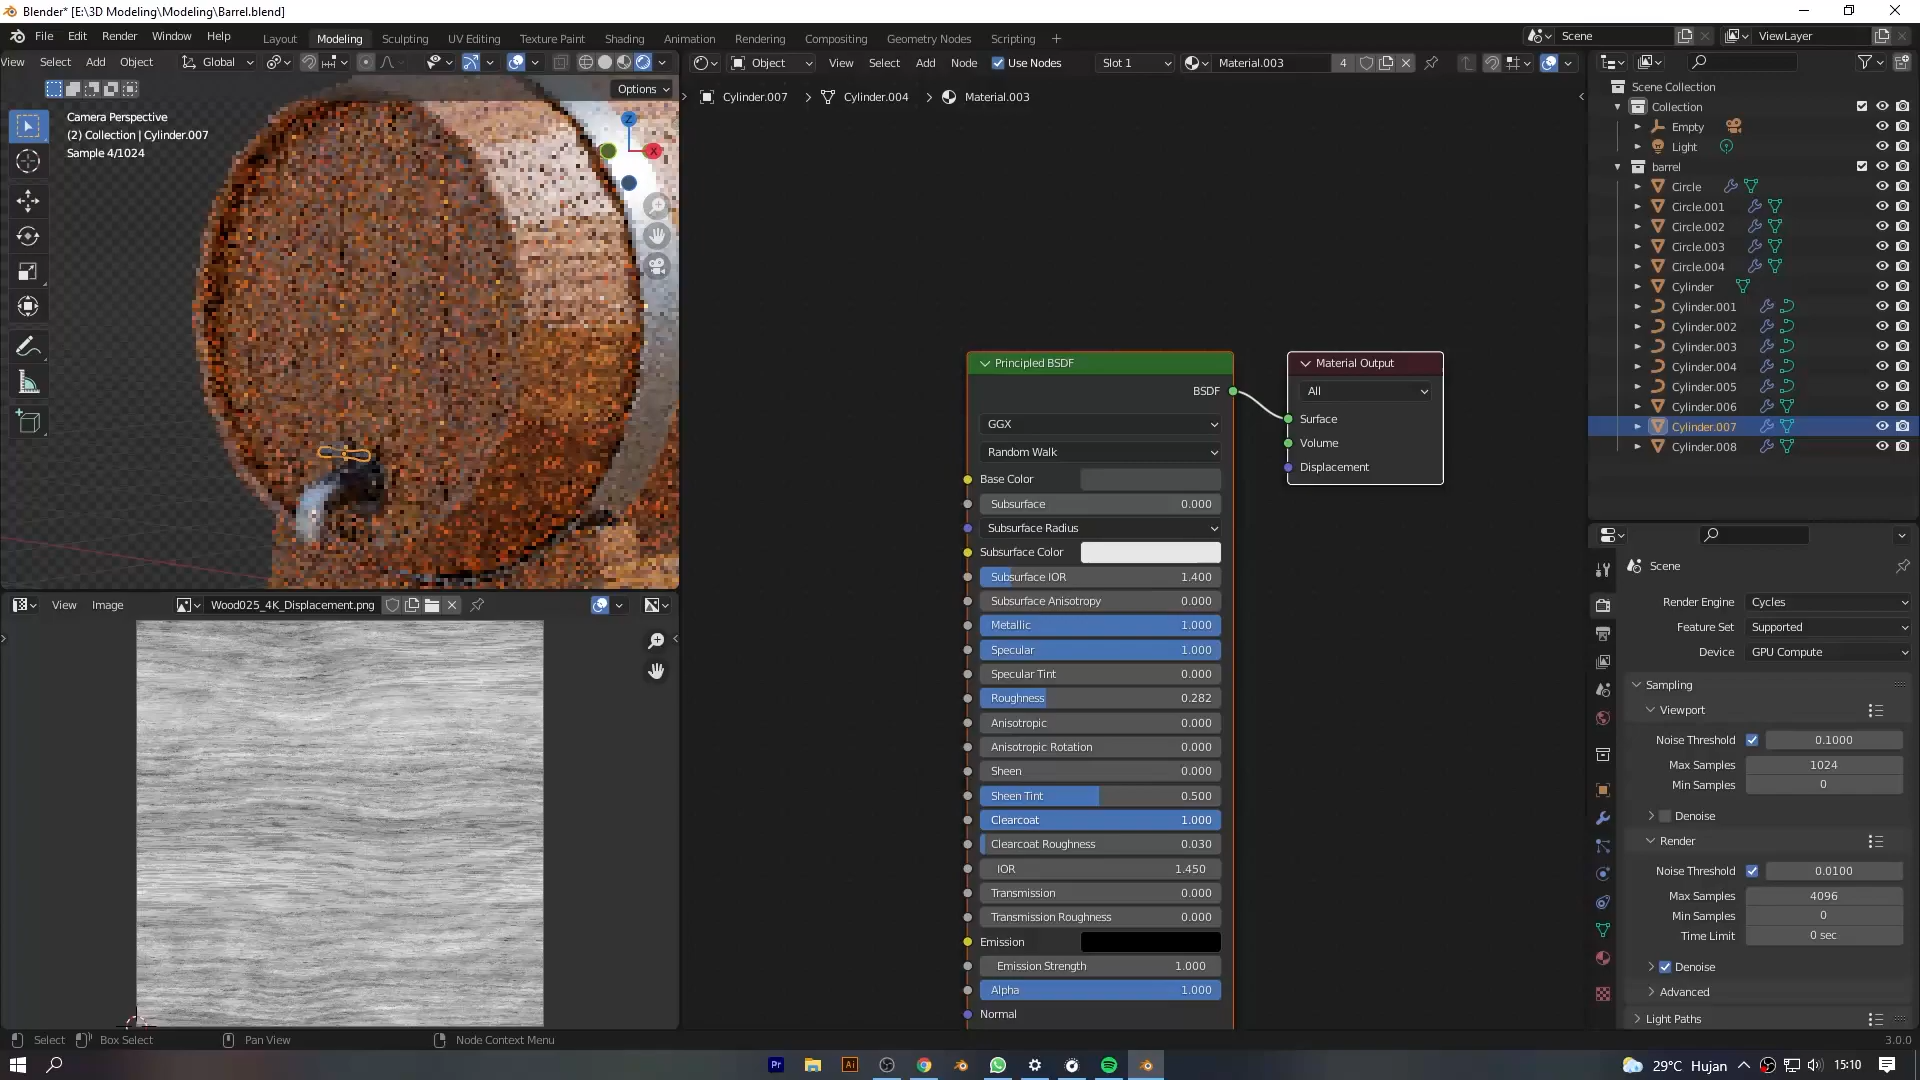 Blender* [E:\3D Modeling\Modeling\Barrel.blend]
File Edit Render Window Help
Layout Modeling Sculpting UV Editing Texture Paint Shading Animation Rendering Compositing Geometry Nodes Scripting +
Scene
ViewLayer
View Select Add Object Global
Object View Select Add Node Use Nodes Slot 1 Material.003 4
Options
Camera Perspective
(2) Collection | Cylinder.007
Sample 4/1024
Z
X
Cylinder.007 > Cylinder.004 > Material.003
Principled BSDF
BSDF
GGX
Random Walk
Base Color
Subsurface 0.000
Subsurface Radius
Subsurface Color
Subsurface IOR 1.400
Subsurface Anisotropy 0.000
Metallic 1.000
Specular 1.000
Specular Tint 0.000
Roughness 0.282
Anisotropic 0.000
Anisotropic Rotation 0.000
Sheen 0.000
Sheen Tint 0.500
Clearcoat 1.000
Clearcoat Roughness 0.030
IOR 1.450
Transmission 0.000
Transmission Roughness 0.000
Emission
Emission Strength 1.000
Alpha 1.000
Normal
Material Output
All
Surface
Volume
Displacement
View Image Wood025_4K_Displacement.png
Scene Collection
Collection
Empty
Light
barrel
Circle
Circle.001
Circle.002
Circle.003
Circle.004
Cylinder
Cylinder.001
Cylinder.002
Cylinder.003
Cylinder.004
Cylinder.005
Cylinder.006
Cylinder.007
Cylinder.008
Scene
Render Engine Cycles
Feature Set Supported
Device GPU Compute
Sampling
Viewport
Noise Threshold 0.1000
Max Samples 1024
Min Samples 0
Denoise
Render
Noise Threshold 0.0100
Max Samples 4096
Min Samples 0
Time Limit 0 sec
Denoise
Advanced
Light Paths
Select Box Select Pan View Node Context Menu 3.0.0
Pr Ai 29°C Hujan 15:10